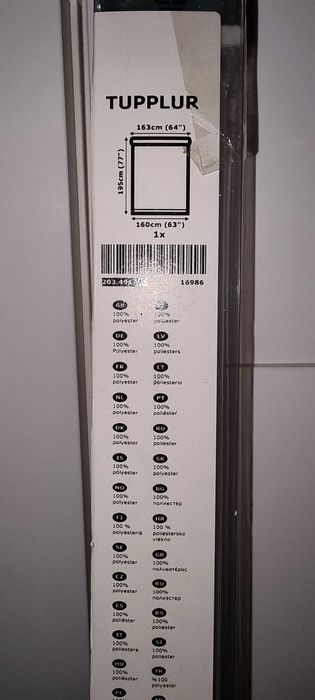 TUPPLUR
163cm (64")
195cm (77")
160cm (63")
1x
16986
GB
100%
polyester
100%
poliuester
DE
100%
Polyester
LV
100%
poliesters
FR
100%
polyester
LT
100%
poliesterio
NL
100%
polyester
PT
100%
poliéster
DK
100%
polyester
RO
100%
poliester
IS
100%
polyester
SK
100%
polyester
NO
100%
polyester
BG
100%
полиестер
FI
100 %
polyesteriä
HR
100 %
poliestersko
vlakno
SE
100%
polyester
GR
100%
πολυεστέρας
CZ
100%
polyester
RU
100%
полиэстер
ES
100%
poliéster
RS
100%
poliester
IT
100%
poliestere
SI
100%
poliester
HU
100%
poliészter
TR
%100
polyester
PL